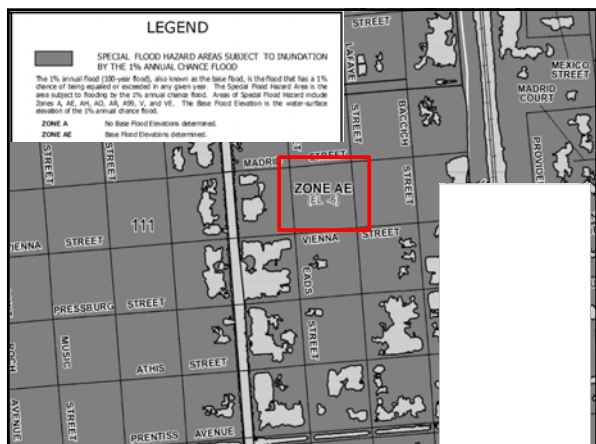 LEGEND
SPECIAL FLOOD HAZARD AREAS SUBJECT TO INUNDATION
BY THE 1% ANNUAL CHANCE FLOOD
The 1% annual flood (100-year flood), also known as the base flood, is the flood that has a 1%
chance of being equaled or exceeded in any given year. The Special Flood Hazard Area is the
area subject to flooding by the 1% annual chance flood. Areas of Special Flood Hazard include
Zones A, AE, AH, AO, AR, A99, V, and VE. The Base Flood Elevation is the water-surface
elevation of the 1% annual chance flood.
ZONE A No Base Flood Elevations determined.
ZONE AE Base Flood Elevations determined.
STREET
LAFAYE
STREET
MEXICO
STREET
MADRID
COURT
BACCICH
STREET
PROVIDE
STREET
STREET
MADRI
STREET
ZONE AE
(EL -6)
111
VIENNA STREET
VIENNA STREET
EADS
STREET
PRESSBURG STREET
MUSIC
STREET
ROCH
AVENUE
ATHIS STREET
PRENTISS AVENUE